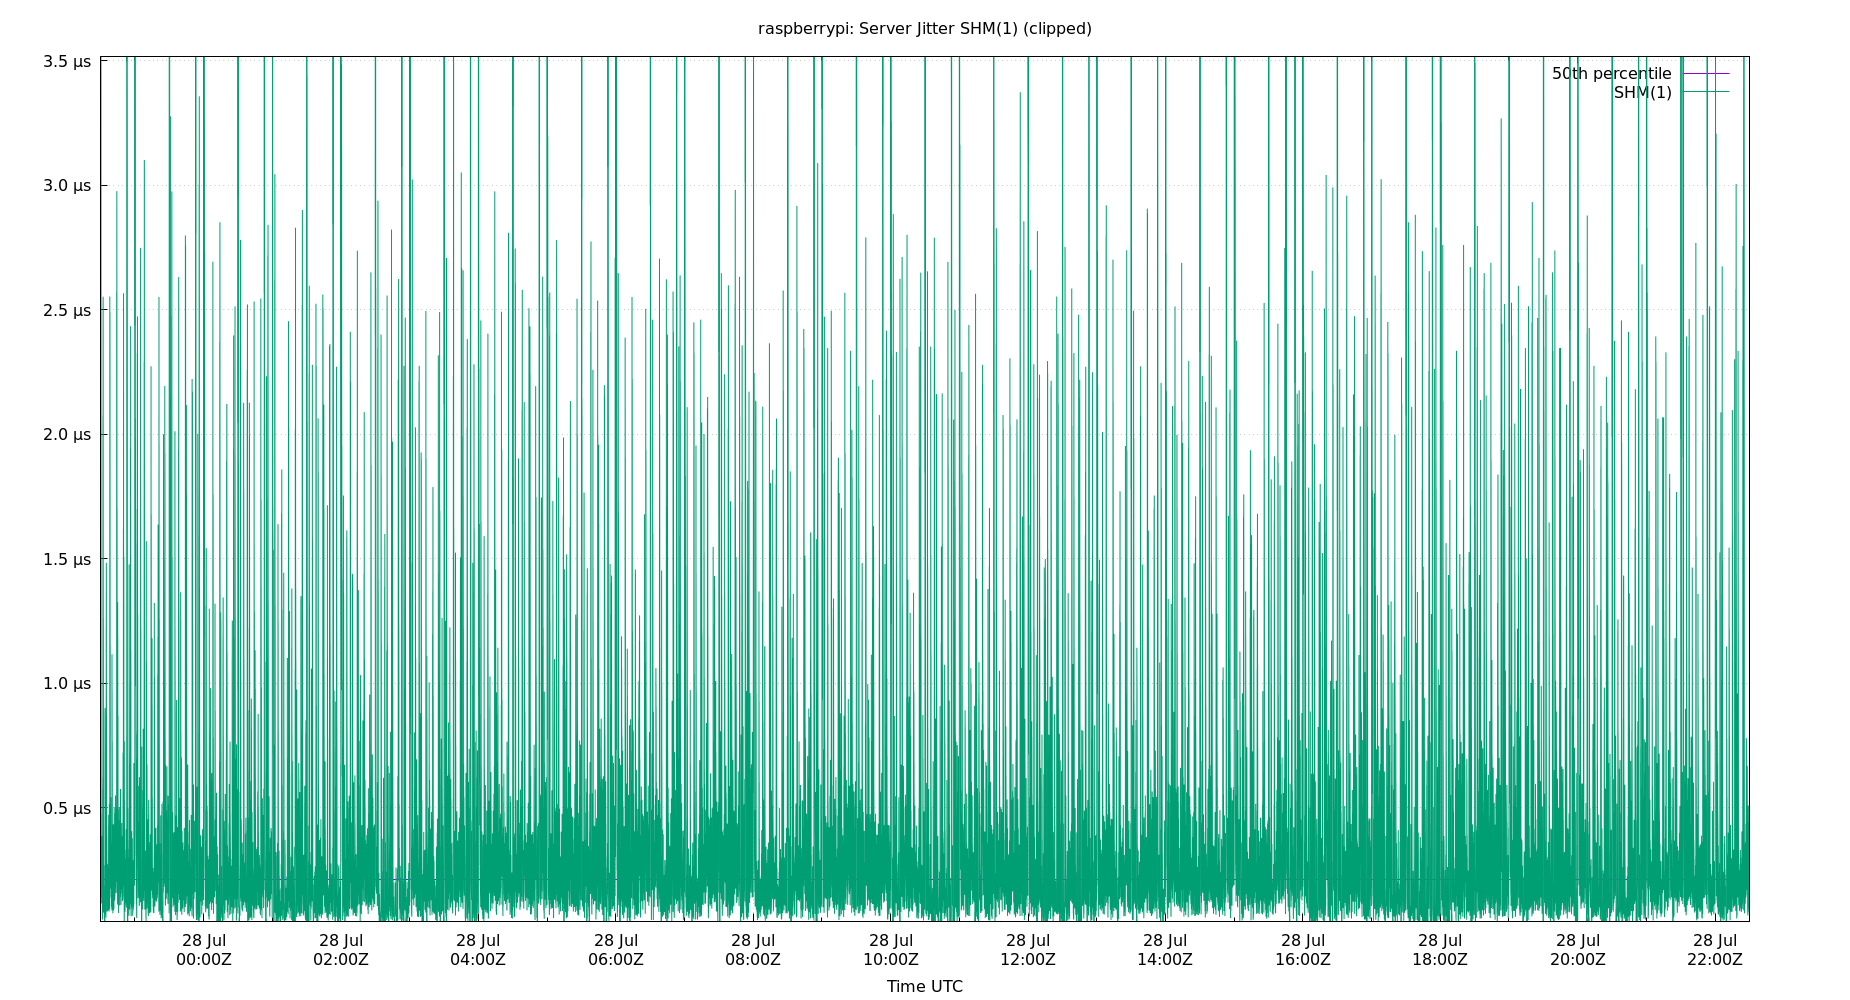 raspberrypi: Server Jitter SHM(1) (clipped)
3.5 µs
3.0 µs
2.5 µs
2.0 µs
1.5 µs
1.0 µs
0.5 µs
50th percentile
SHM(1)
28 Jul 28 Jul 28 Jul 28 Jul 28 Jul 28 Jul 28 Jul 28 Jul 28 Jul 28 Jul 28 Jul 28 Jul
00:00Z 02:00Z 04:00Z 06:00Z 08:00Z 10:00Z 12:00Z 14:00Z 16:00Z 18:00Z 20:00Z 22:00Z
Time UTC